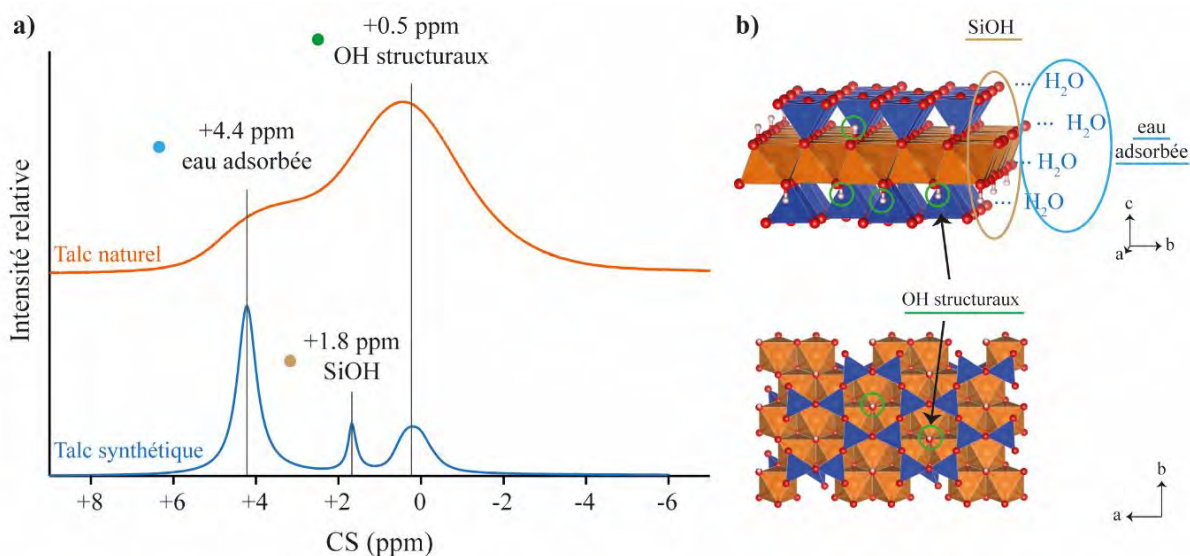 a)
+0.5 ppm
OH structuraux
+4.4 ppm
eau adsorbée
Talc naturel
+1.8 ppm
SiOH
Talc synthétique
Intensité relative
+8
+6
+4
+2
0
-2
-4
-6
CS (ppm)
b)
SiOH
··· H2O
··· H2O
··· H2O
··· H2O
eau
adsorbée
c
a
b
OH structuraux
b
a